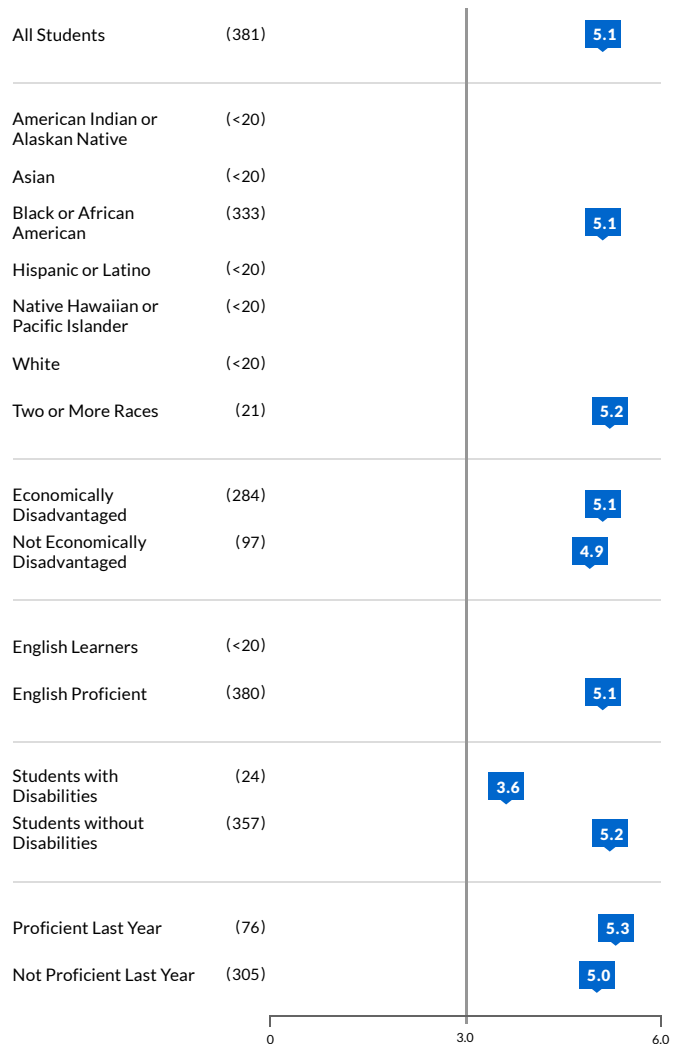 All Students (381) 5.1
American Indian or (<20)
Alaskan Native
Asian (<20)
Black or African (333) 5.1
American
Hispanic or Latino (<20)
Native Hawaiian or (<20)
Pacific Islander
White (<20)
Two or More Races (21) 5.2
Economically (284) 5.1
Disadvantaged
Not Economically (97) 4.9
Disadvantaged
English Learners (<20)
English Proficient (380) 5.1
Students with (24) 3.6
Disabilities
Students without (357) 5.2
Disabilities
Proficient Last Year (76) 5.3
Not Proficient Last Year (305) 5.0
0 3.0 6.0